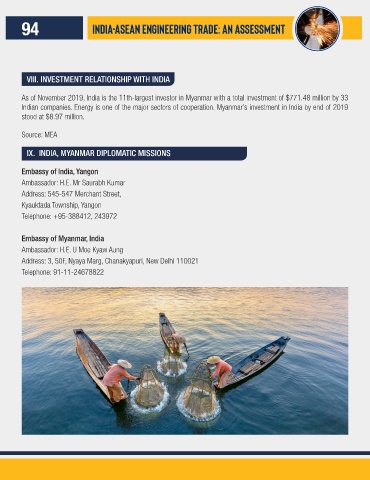 94
INDIA-ASEAN ENGINEERING TRADE: AN ASSESSMENT
VIII. INVESTMENT RELATIONSHIP WITH INDIA
As of November 2019, India is the 11th-largest investor in Myanmar with a total investment of $771.48 million by 33
Indian companies. Energy is one of the major sectors of cooperation. Myanmar's investment in India by end of 2019
stood at $8.97 million.
Source: MEA
IX. INDIA, MYANMAR DIPLOMATIC MISSIONS
Embassy of India, Yangon
Ambassador: H.E. Mr Saurabh Kumar
Address: 545-547 Merchant Street,
Kyauktada Township, Yangon
Telephone: +95-388412, 243972
Embassy of Myanmar, India
Ambassador: H.E. U Moe Kyaw Aung
Address: 3, 50F, Nyaya Marg, Chanakyapuri, New Delhi 110021
Telephone: 91-11-24678822